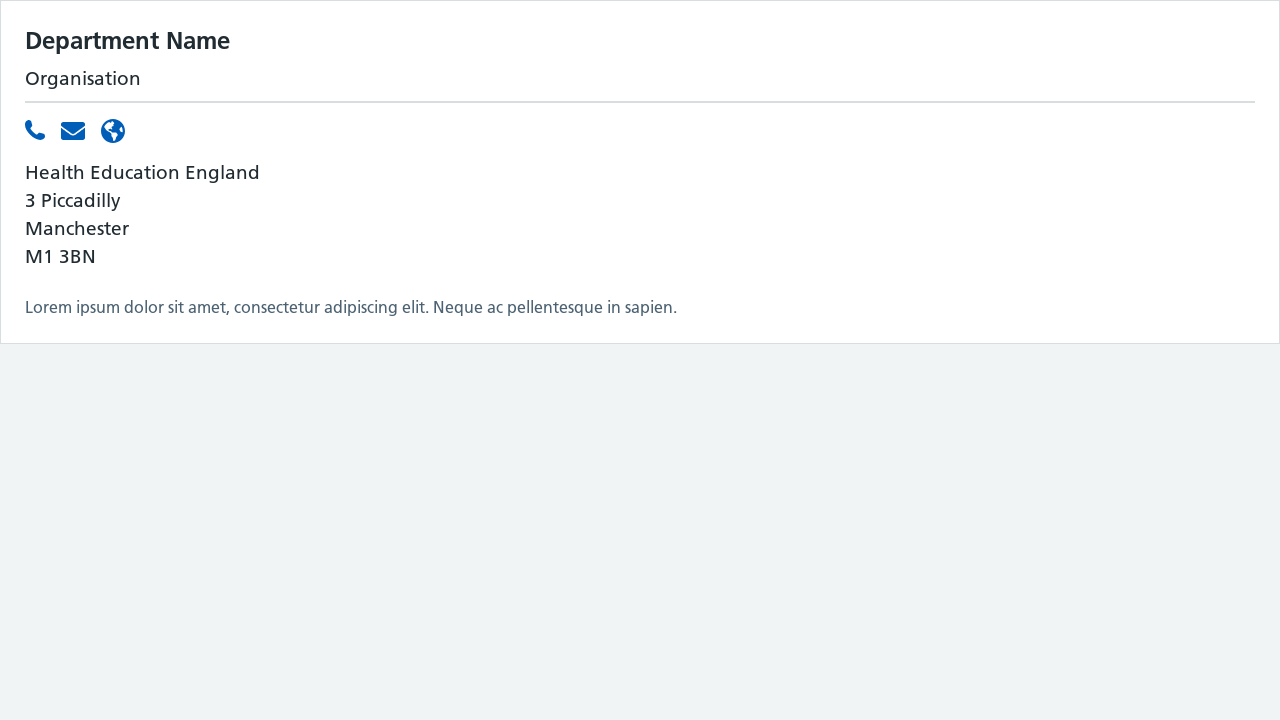 Department Name
Organisation
Health Education England
3 Piccadilly
Manchester
M1 3BN
Lorem ipsum dolor sit amet, consectetur adipiscing elit. Neque ac pellentesque in sapien.